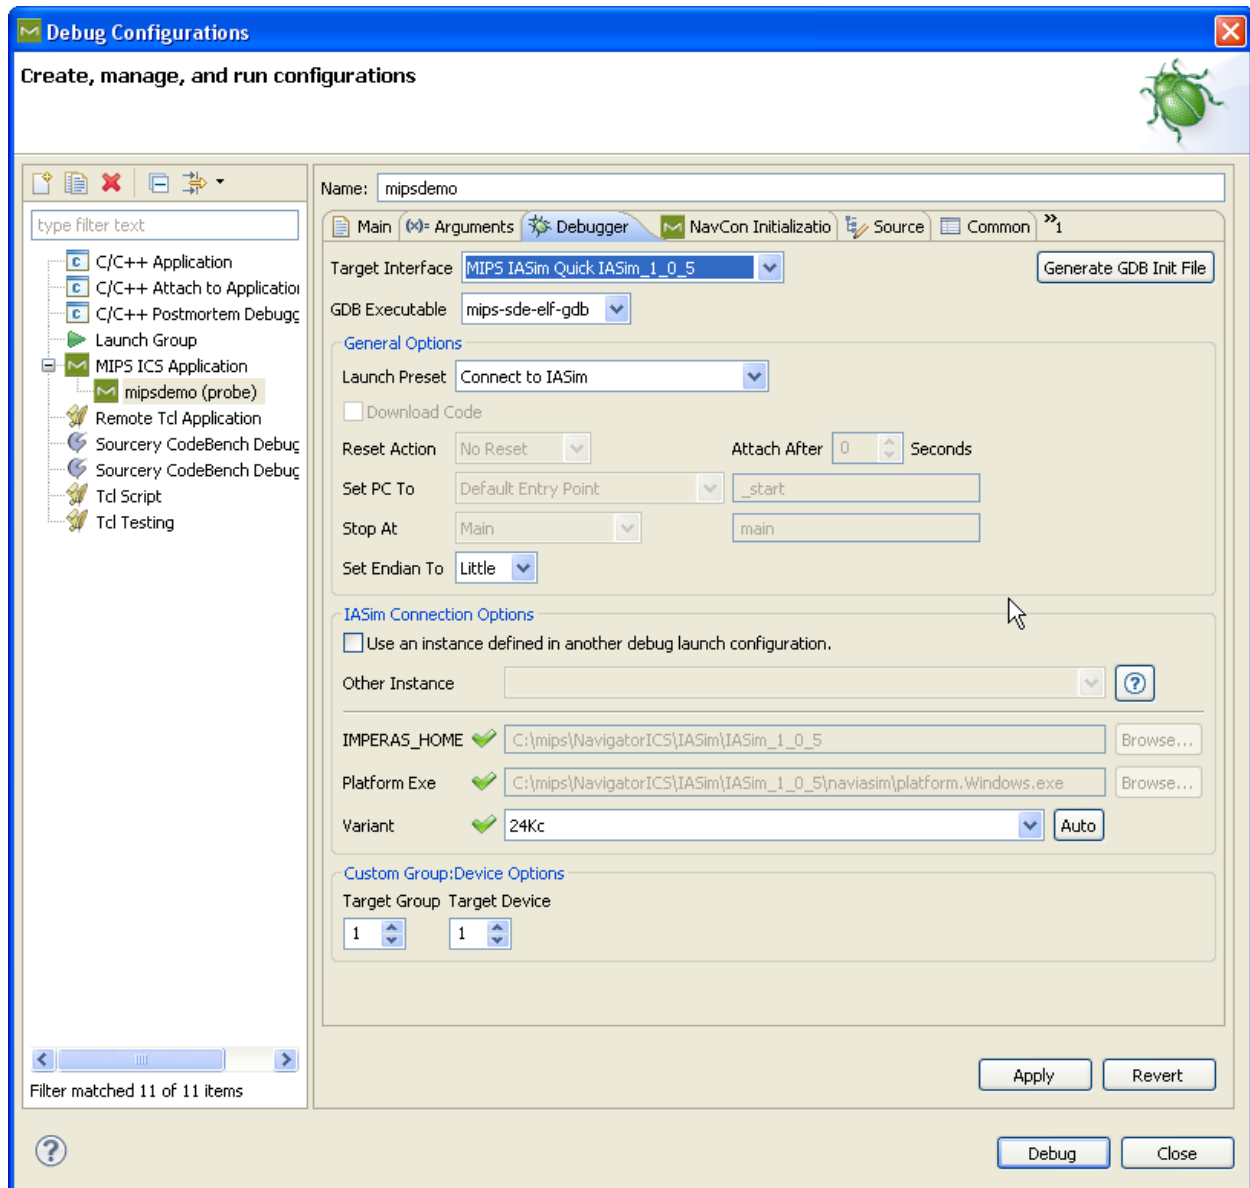 Debug Configurations
Create, manage, and run configurations
type filter text
C/C++ Application
C/C++ Attach to Application
C/C++ Postmortem Debugg
Launch Group
MIPS ICS Application
mipsdemo (probe)
Remote Tcl Application
Sourcery CodeBench Debug
Sourcery CodeBench Debug
Tcl Script
Tcl Testing
Filter matched 11 of 11 items
Name: mipsdemo
Main (x)= Arguments Debugger NavCon Initializatio Source Common »1
Target Interface MIPS IASim Quick IASim_1_0_5 Generate GDB Init File
GDB Executable mips-sde-elf-gdb
General Options
Launch Preset Connect to IASim
Download Code
Reset Action No Reset Attach After 0 Seconds
Set PC To Default Entry Point _start
Stop At Main main
Set Endian To Little
IASim Connection Options
Use an instance defined in another debug launch configuration.
Other Instance
IMPERAS_HOME C:\mips\NavigatorICS\IASim\IASim_1_0_5 Browse...
Platform Exe C:\mips\NavigatorICS\IASim\IASim_1_0_5\naviasim\platform.Windows.exe Browse...
Variant 24Kc Auto
Custom Group:Device Options
Target Group Target Device
1 1
Apply Revert
Debug Close